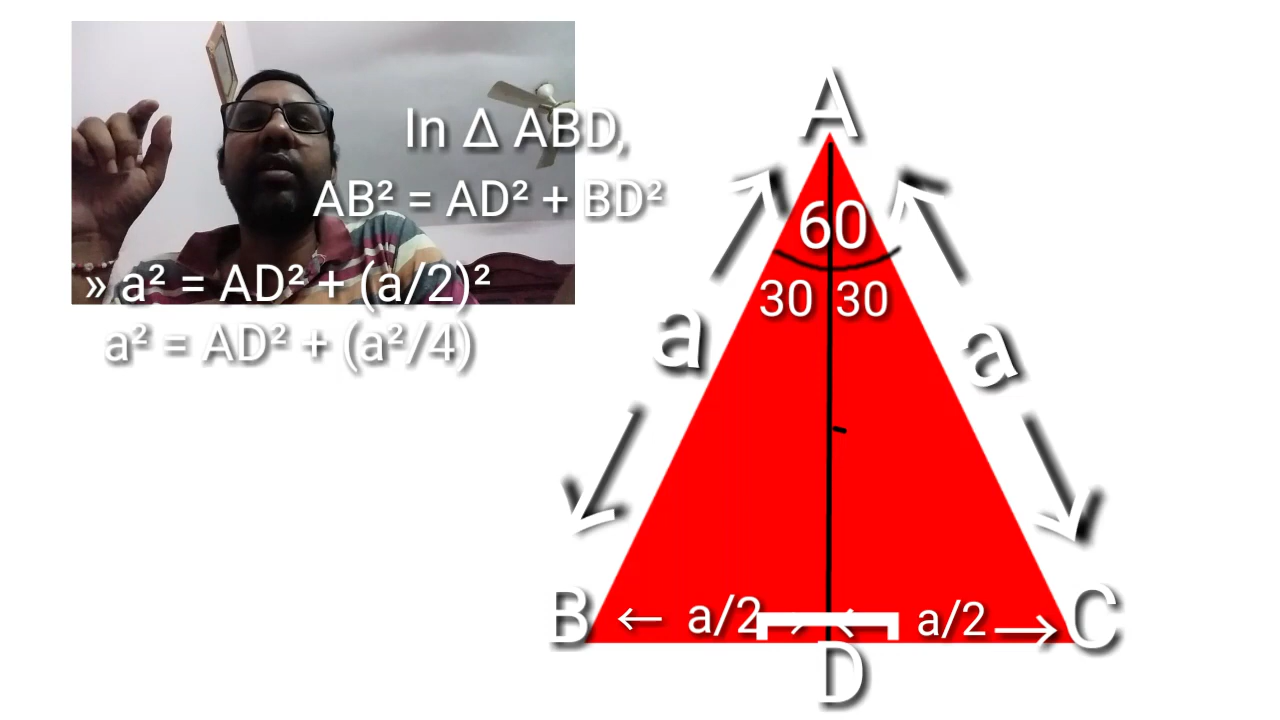 In Δ ABD,
AB² = AD² + BD²
» a² = AD² + (a/2)²
a² = AD² + (a²/4)
A
60
30 30
a a
B ← a/2 → ← a/2 → C
D